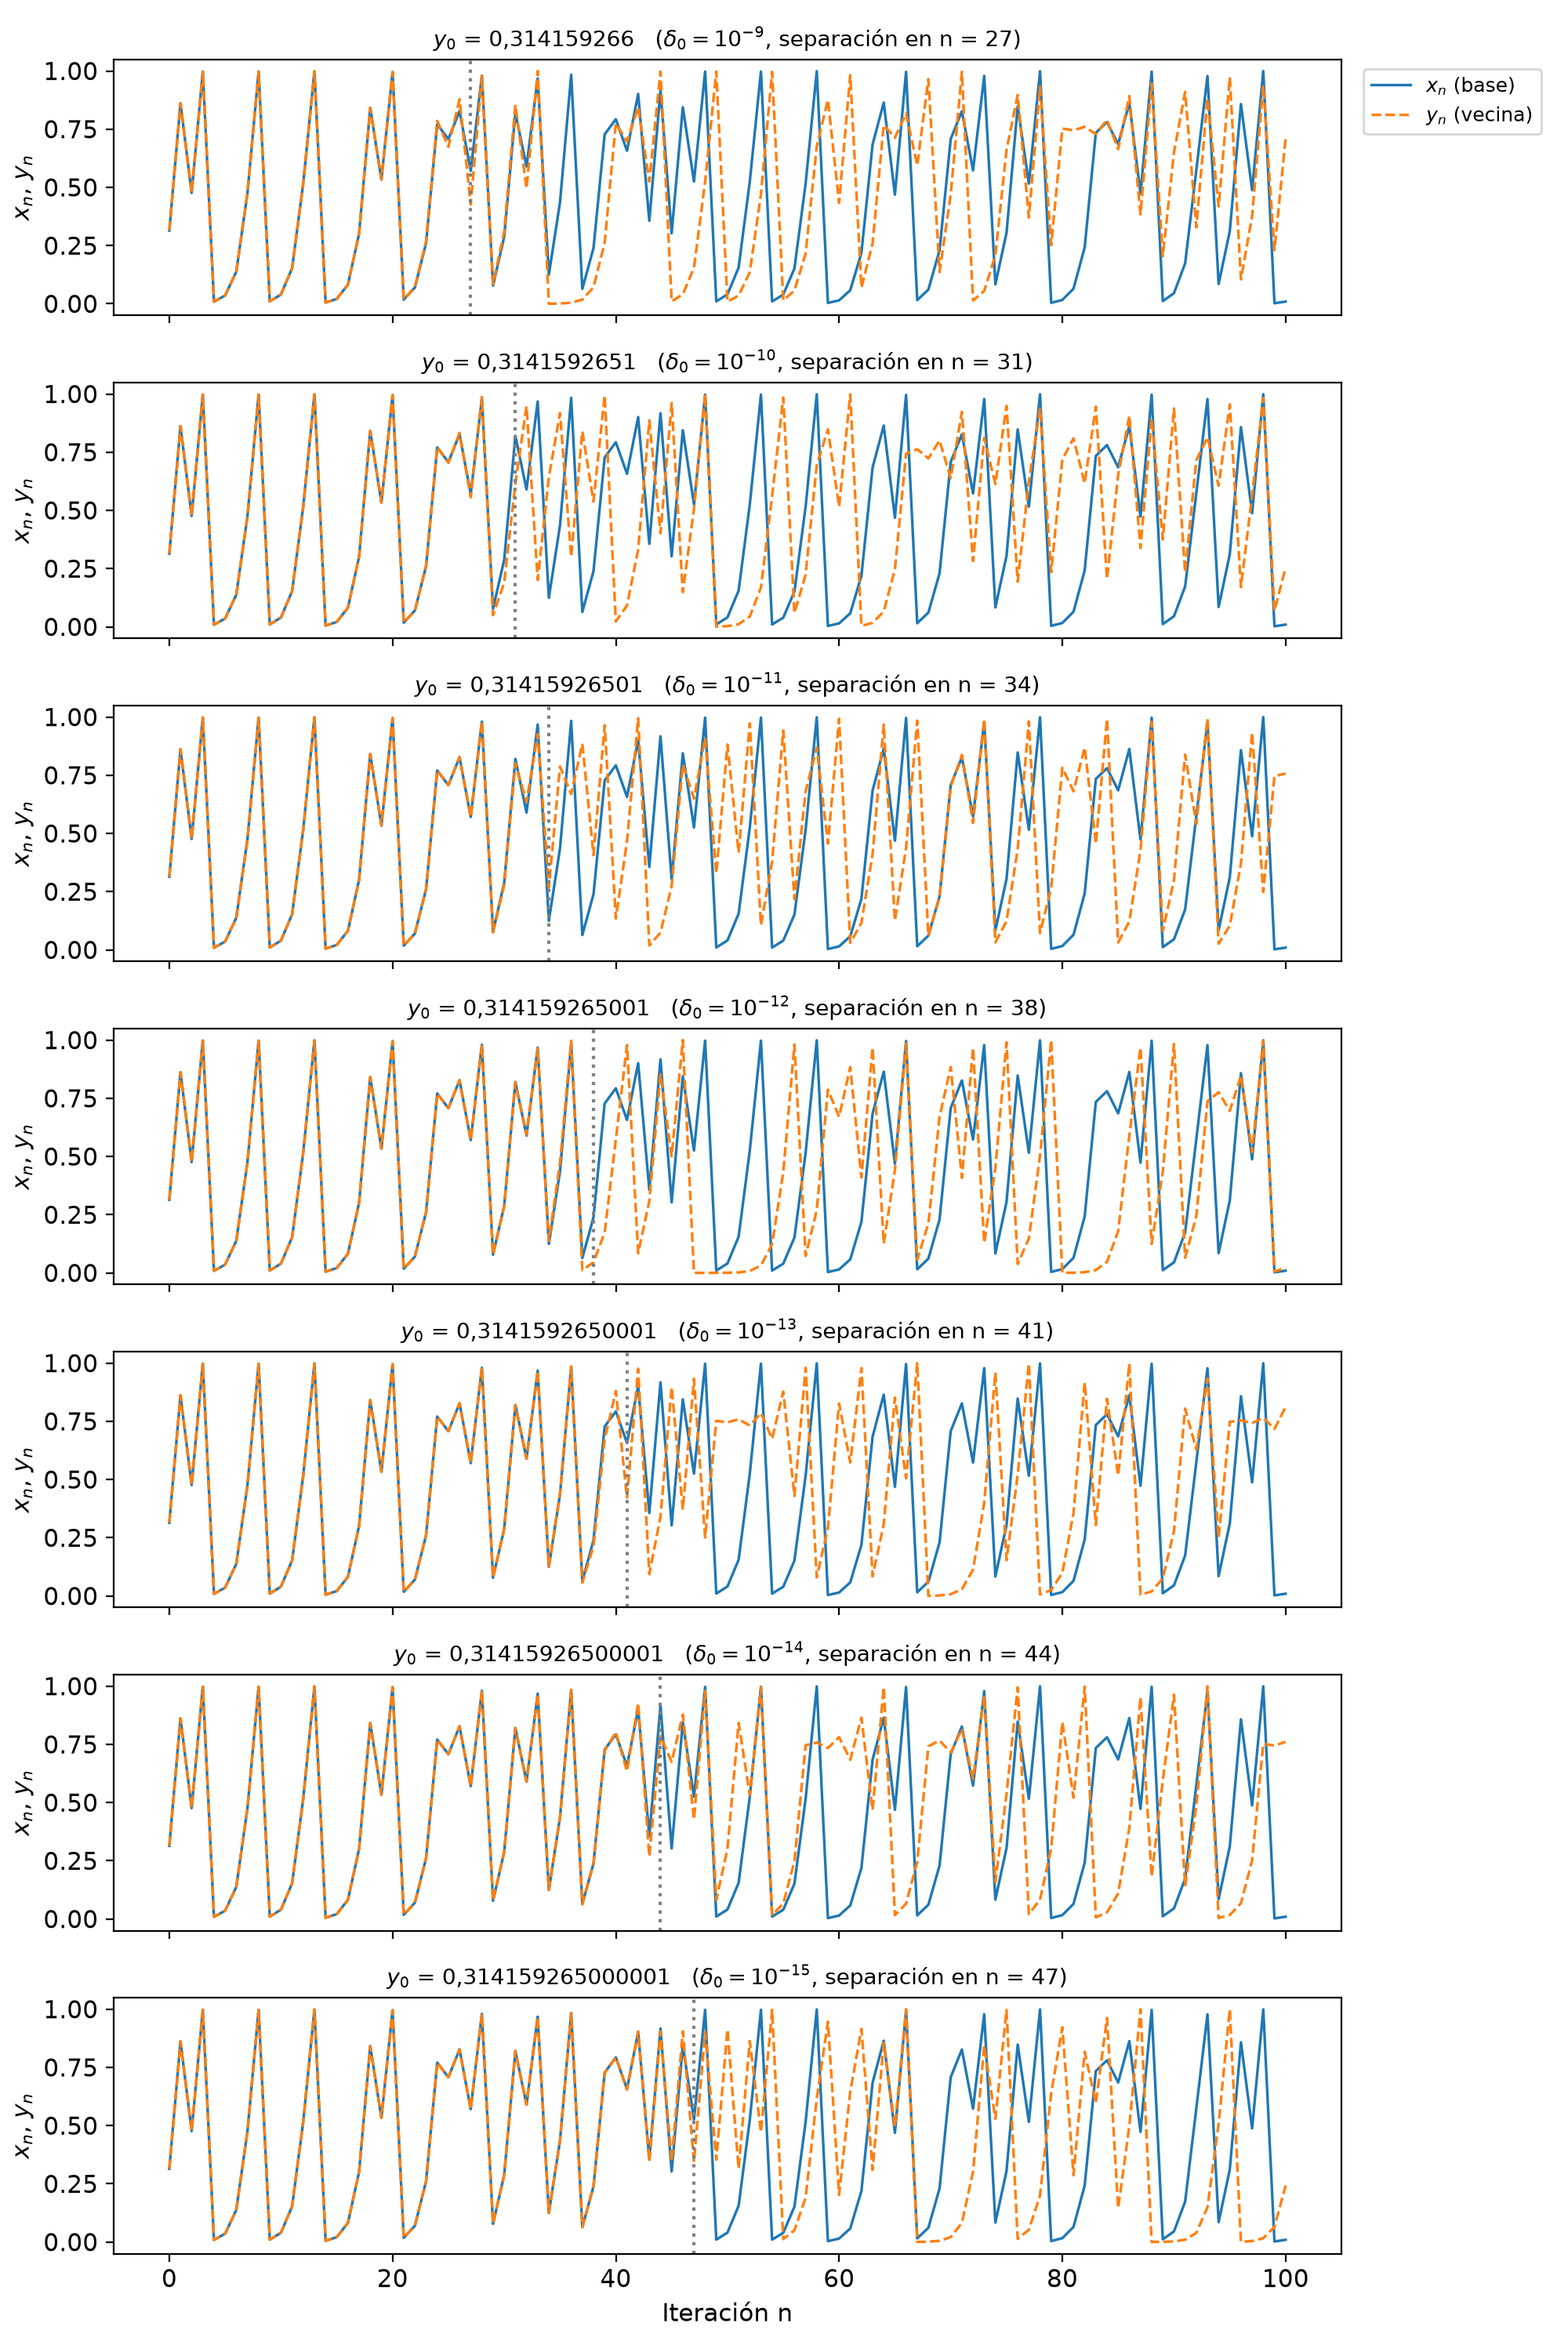 y₀ = 0,314159266 (δ₀ = 10⁻⁹, separación en n = 27)
xₙ (base)
yₙ (vecina)
1.00
0.75
0.50
0.25
0.00
xₙ, yₙ
y₀ = 0,3141592651 (δ₀ = 10⁻¹⁰, separación en n = 31)
1.00
0.75
0.50
0.25
0.00
xₙ, yₙ
y₀ = 0,31415926501 (δ₀ = 10⁻¹¹, separación en n = 34)
1.00
0.75
0.50
0.25
0.00
xₙ, yₙ
y₀ = 0,314159265001 (δ₀ = 10⁻¹², separación en n = 38)
1.00
0.75
0.50
0.25
0.00
xₙ, yₙ
y₀ = 0,3141592650001 (δ₀ = 10⁻¹³, separación en n = 41)
1.00
0.75
0.50
0.25
0.00
xₙ, yₙ
y₀ = 0,31415926500001 (δ₀ = 10⁻¹⁴, separación en n = 44)
1.00
0.75
0.50
0.25
0.00
xₙ, yₙ
y₀ = 0,314159265000001 (δ₀ = 10⁻¹⁵, separación en n = 47)
1.00
0.75
0.50
0.25
0.00
xₙ, yₙ
0 20 40 60 80 100
Iteración n